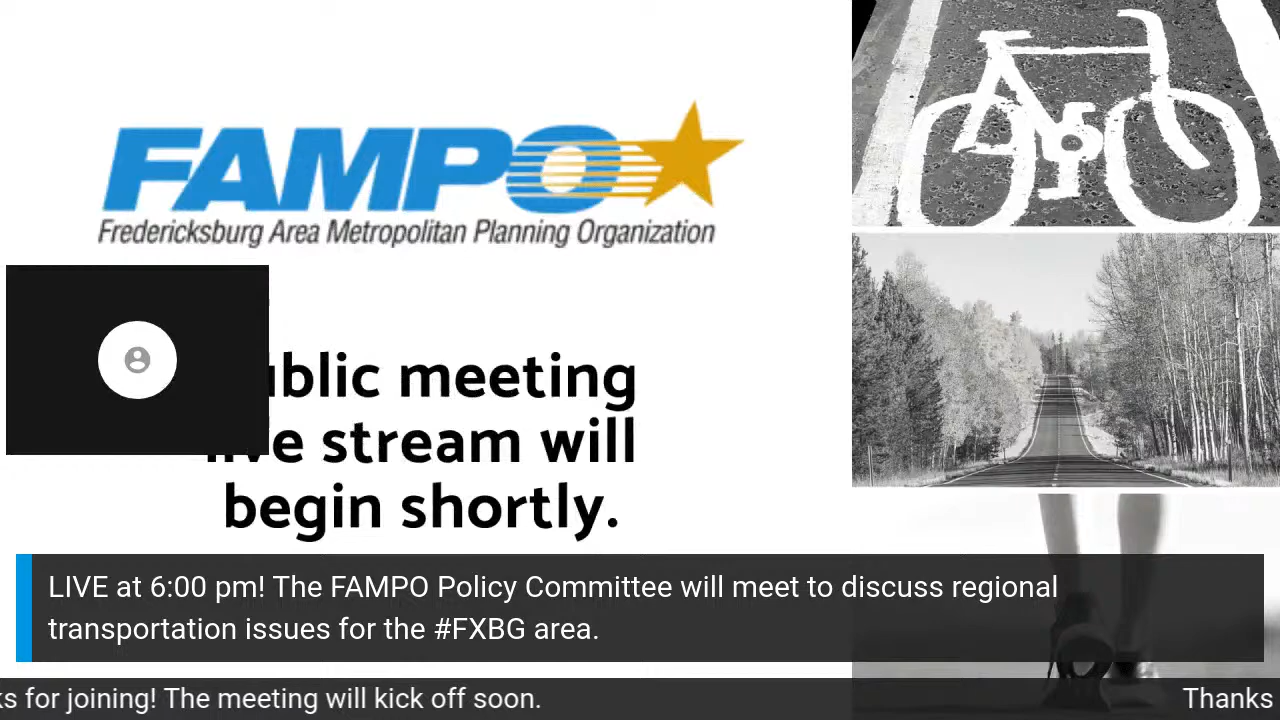 FAMPO
Fredericksburg Area Metropolitan Planning Organization
ublic meeting
ive stream will
begin shortly.
LIVE at 6:00 pm! The FAMPO Policy Committee will meet to discuss regional
transportation issues for the #FXBG area.
ks for joining! The meeting will kick off soon. Thanks